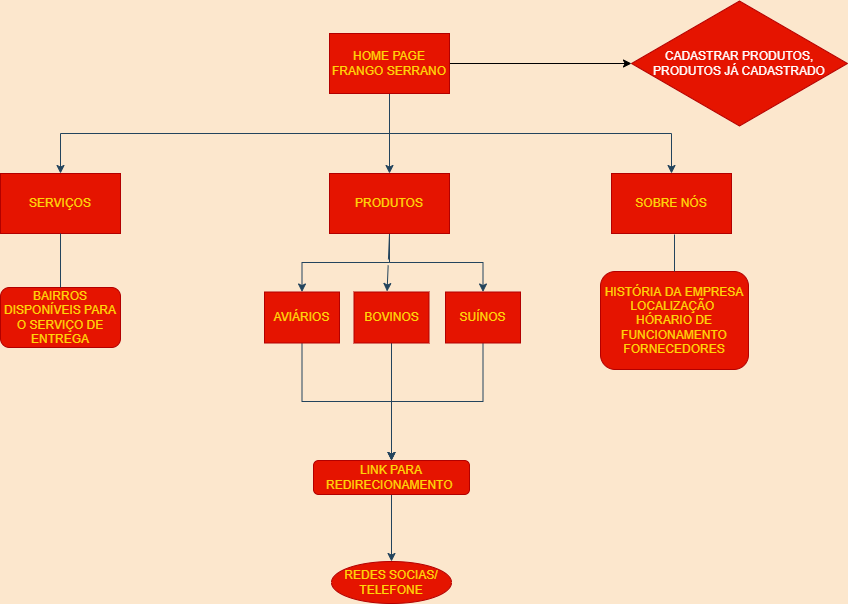 HOME PAGE
FRANGO SERRANO
CADASTRAR PRODUTOS,
PRODUTOS JÁ CADASTRADO
SERVIÇOS
PRODUTOS
SOBRE NÓS
BAIRROS
DISPONÍVEIS PARA
O SERVIÇO DE
ENTREGA
AVIÁRIOS
BOVINOS
SUÍNOS
HISTÓRIA DA EMPRESA
LOCALIZAÇÃO
HÓRARIO DE
FUNCIONAMENTO
FORNECEDORES
LINK PARA
REDIRECIONAMENTO
REDES SOCIAS/
TELEFONE